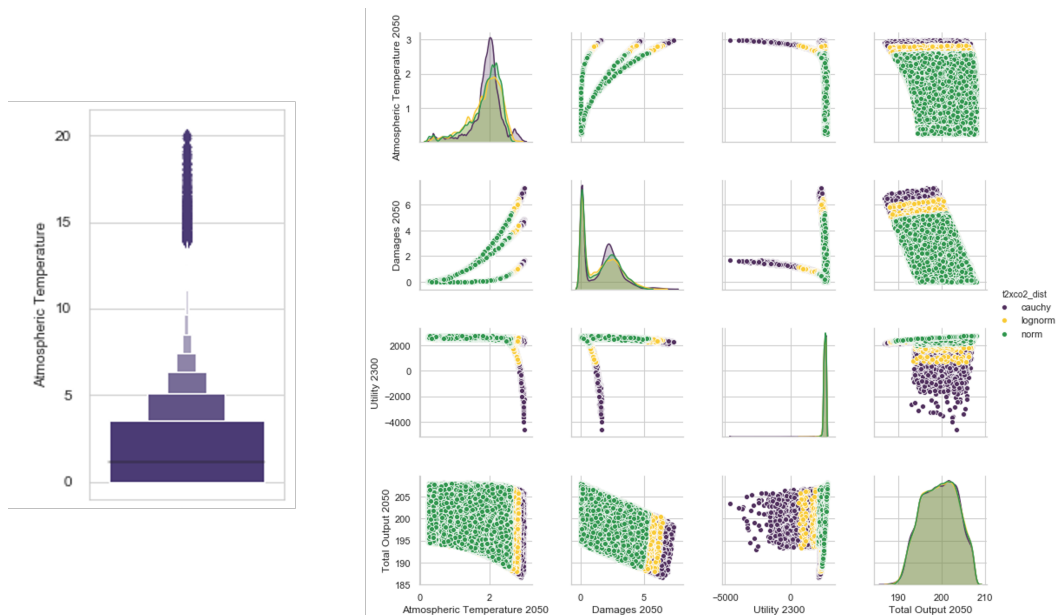 Atmospheric Temperature
20
15
10
5
0
Atmospheric Temperature 2050
3
2
1
Damages 2050
6
4
2
0
Utility 2300
2000
0
−2000
−4000
Total Output 2050
205
200
195
190
185
0 2
Atmospheric Temperature 2050
0 5
Damages 2050
−5000 0
Utility 2300
190 200 210
Total Output 2050
t2xco2_dist
cauchy
lognorm
norm